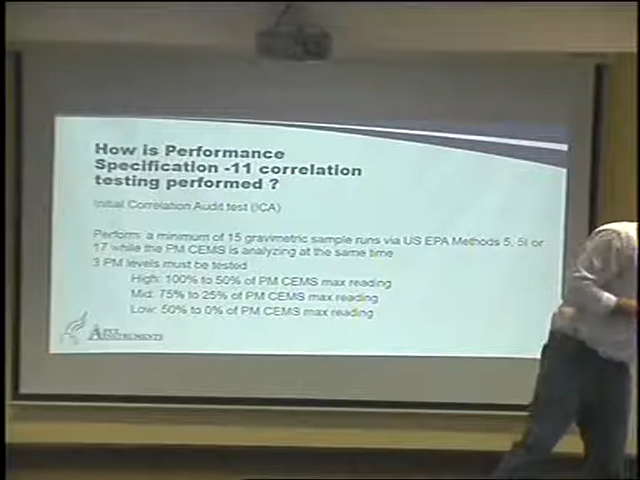 How is Performance
Specification -11 correlation
testing performed ?
Initial Correlation Audit test (ICA)
Perform: a minimum of 15 gravimetric sample runs via US EPA Methods 5, 5I or
17 while the PM CEMS is analyzing at the same time
3 PM levels must be tested
High: 100% to 50% of PM CEMS max reading
Mid: 75% to 25% of PM CEMS max reading
Low: 50% to 0% of PM CEMS max reading
APEX
INSTRUMENTS